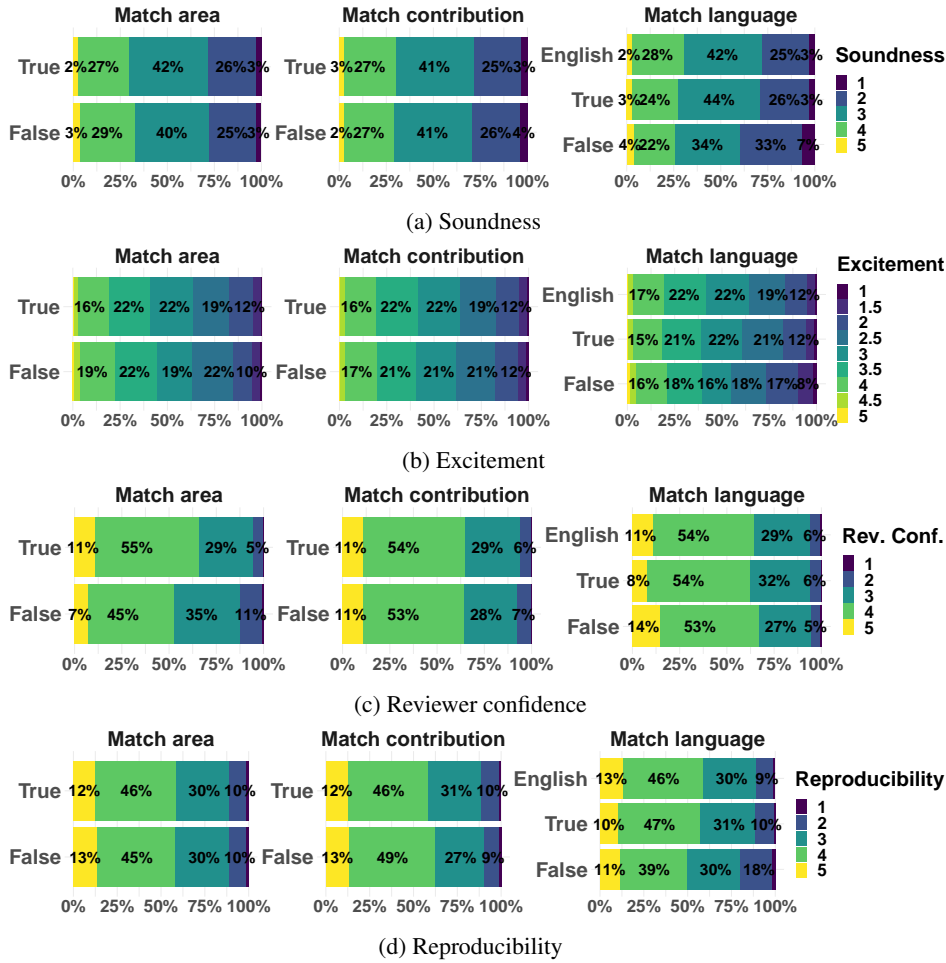 Match area
Match contribution
Match language
True 2% 27% 42% 26% 3%
False 3% 29% 40% 25% 3%
0% 25% 50% 75% 100%
True 3% 27% 41% 25% 3%
False 2% 27% 41% 26% 4%
0% 25% 50% 75% 100%
English 2% 28% 42% 25% 3%
True 3% 24% 44% 26% 3%
False 4% 22% 34% 33% 7%
0% 25% 50% 75% 100%
Soundness
1
2
3
4
5
(a) Soundness
Match area
Match contribution
Match language
True 16% 22% 22% 19% 12%
False 19% 22% 19% 22% 10%
0% 25% 50% 75% 100%
True 16% 22% 22% 19% 12%
False 17% 21% 21% 21% 12%
0% 25% 50% 75% 100%
English 17% 22% 22% 19% 12%
True 15% 21% 22% 21% 12%
False 16% 18% 16% 18% 17% 8%
0% 25% 50% 75% 100%
Excitement
1
1.5
2
2.5
3
3.5
4
4.5
5
(b) Excitement
Match area
Match contribution
Match language
True 11% 55% 29% 5%
False 7% 45% 35% 11%
0% 25% 50% 75% 100%
True 11% 54% 29% 6%
False 11% 53% 28% 7%
0% 25% 50% 75% 100%
English 11% 54% 29% 6%
True 8% 54% 32% 6%
False 14% 53% 27% 5%
0% 25% 50% 75% 100%
Rev. Conf.
1
2
3
4
5
(c) Reviewer confidence
Match area
Match contribution
Match language
True 12% 46% 30% 10%
False 13% 45% 30% 10%
0% 25% 50% 75% 100%
True 12% 46% 31% 10%
False 13% 49% 27% 9%
0% 25% 50% 75% 100%
English 13% 46% 30% 9%
True 10% 47% 31% 10%
False 11% 39% 30% 18%
0% 25% 50% 75% 100%
Reproducibility
1
2
3
4
5
(d) Reproducibility